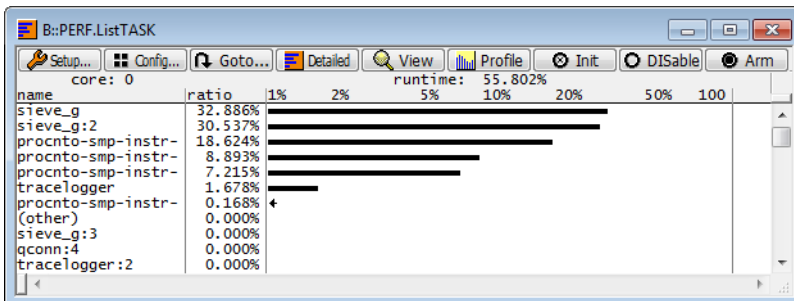 B::PERF.ListTASK
Setup... Config... Goto... Detailed View Profile Init DISable Arm
core: 0 runtime: 55.802%
name ratio 1% 2% 5% 10% 20% 50% 100
sieve_g 32.886%
sieve_g:2 30.537%
procnto-smp-instr- 18.624%
procnto-smp-instr- 8.893%
procnto-smp-instr- 7.215%
tracelogger 1.678%
procnto-smp-instr- 0.168%
(other) 0.000%
sieve_g:3 0.000%
qconn:4 0.000%
tracelogger:2 0.000%